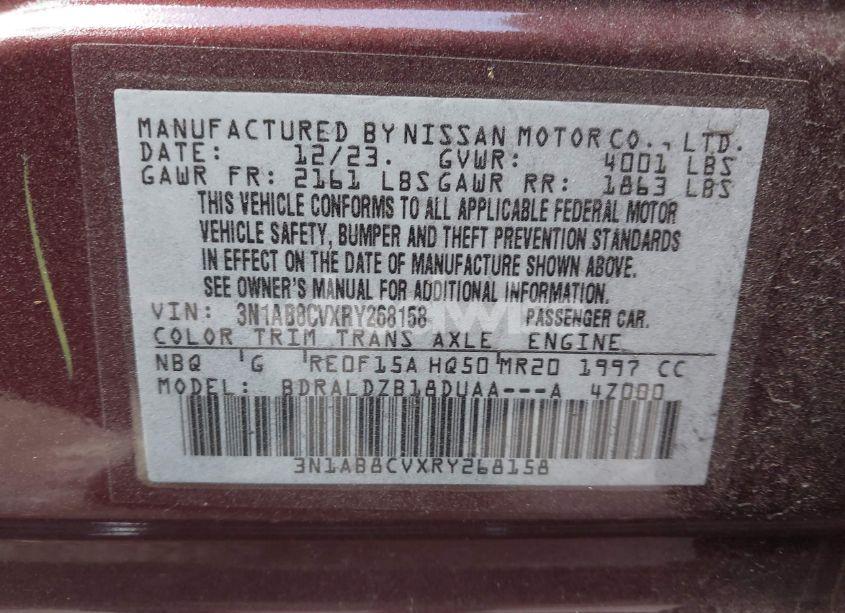 MANUFACTURED BY NISSAN MOTOR CO., LTD.
DATE: 12/23. GVWR: 4001 LBS
GAWR FR: 2161 LBS GAWR RR: 1863 LBS
THIS VEHICLE CONFORMS TO ALL APPLICABLE FEDERAL MOTOR
VEHICLE SAFETY, BUMPER AND THEFT PREVENTION STANDARDS
IN EFFECT ON THE DATE OF MANUFACTURE SHOWN ABOVE.
SEE OWNER'S MANUAL FOR ADDITIONAL INFORMATION.
VIN: 3N1AB8CVXRY268158 PASSENGER CAR.
COLOR TRIM TRANS AXLE ENGINE
NBQ 'G 'RE0F15A HQ50 MR20 1997 CC
MODEL: BDRALDZB18DUAA---A 4Z000
3N1AB8CVXRY268158